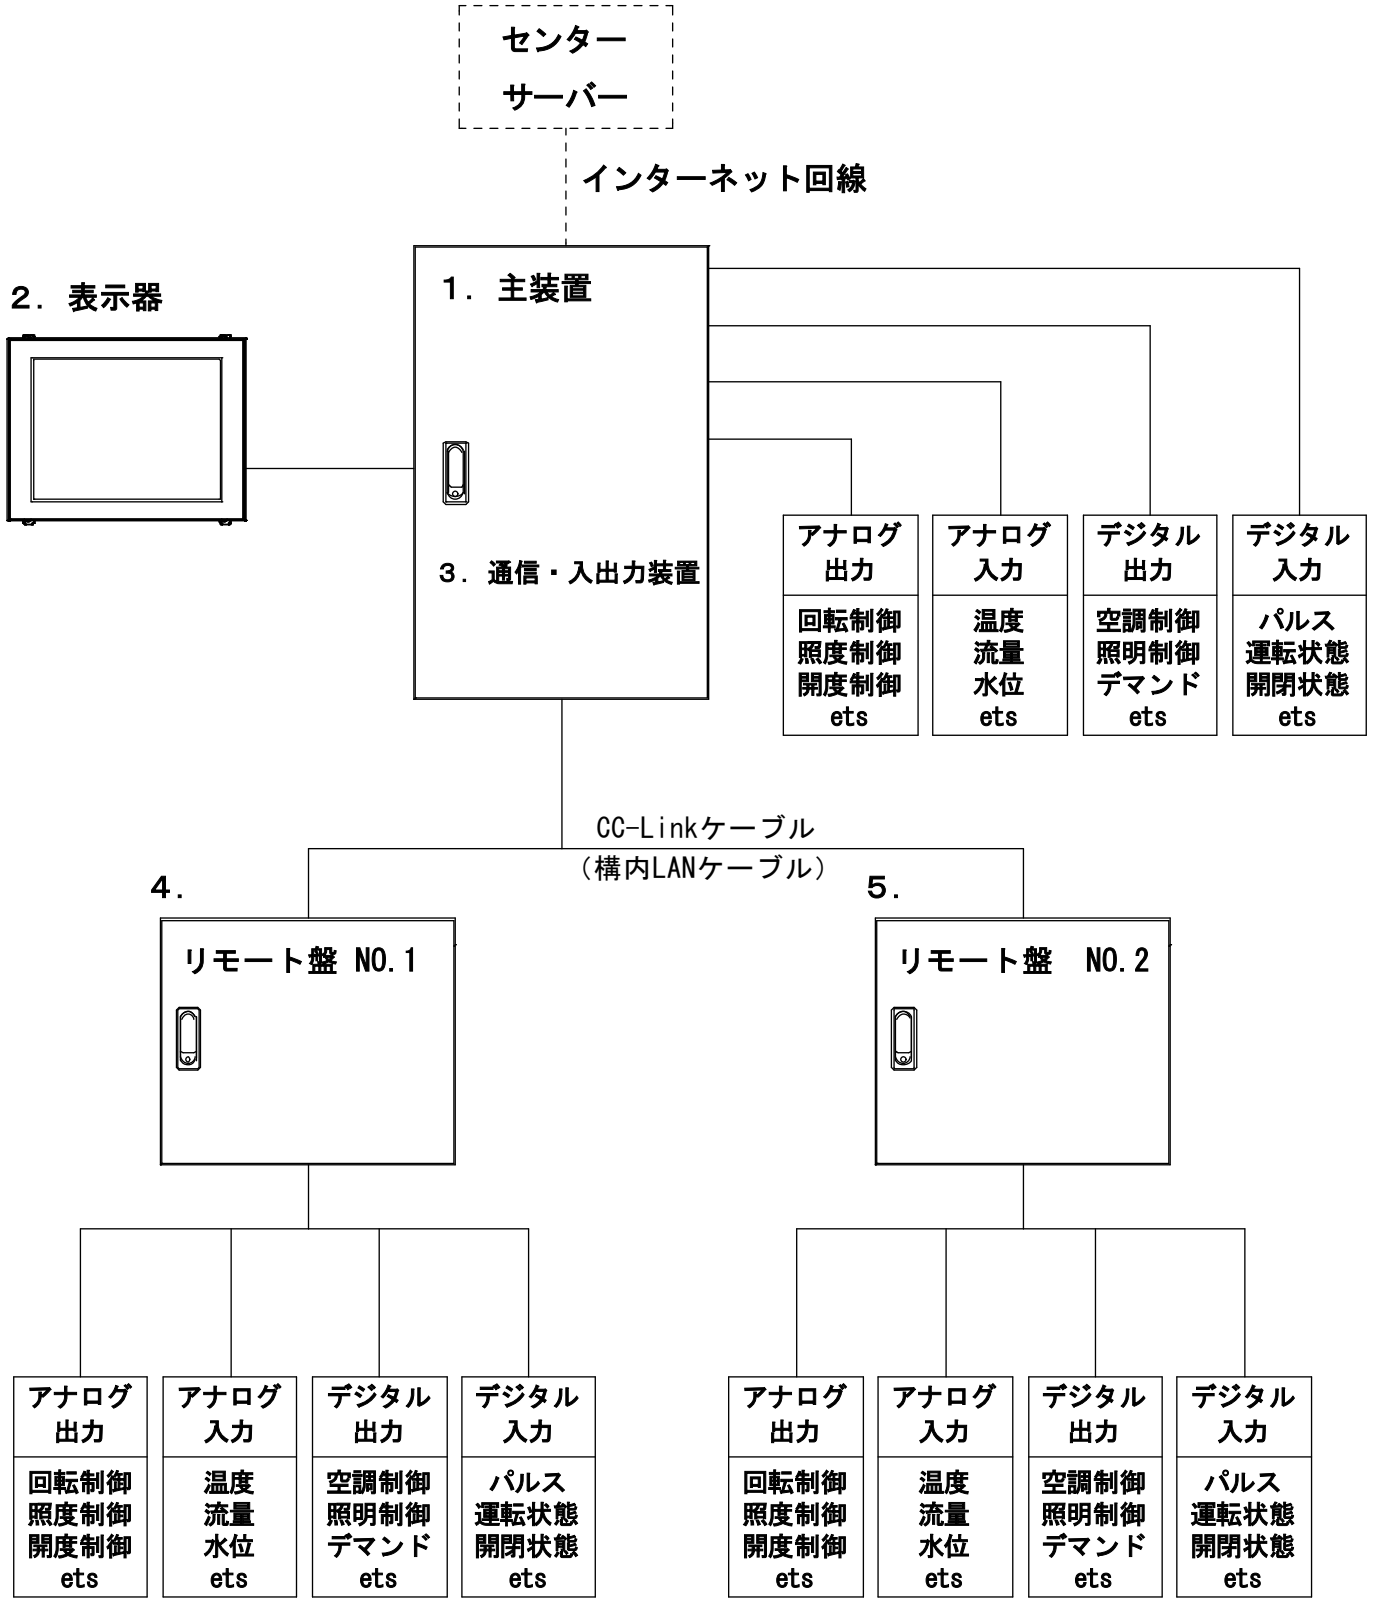 センター
サーバー
インターネット回線
1. 主装置
2. 表示器
3. 通信・入出力装置
アナログ
出力
回転制御
照度制御
開度制御
ets
アナログ
入力
温度
流量
水位
ets
デジタル
出力
空調制御
照明制御
デマンド
ets
デジタル
入力
パルス
運転状態
開閉状態
ets
CC-Linkケーブル
(構内LANケーブル)
4.
リモート盤 NO.1
5.
リモート盤 NO.2
アナログ
出力
回転制御
照度制御
開度制御
ets
アナログ
入力
温度
流量
水位
ets
デジタル
出力
空調制御
照明制御
デマンド
ets
デジタル
入力
パルス
運転状態
開閉状態
ets
アナログ
出力
回転制御
照度制御
開度制御
ets
アナログ
入力
温度
流量
水位
ets
デジタル
出力
空調制御
照明制御
デマンド
ets
デジタル
入力
パルス
運転状態
開閉状態
ets